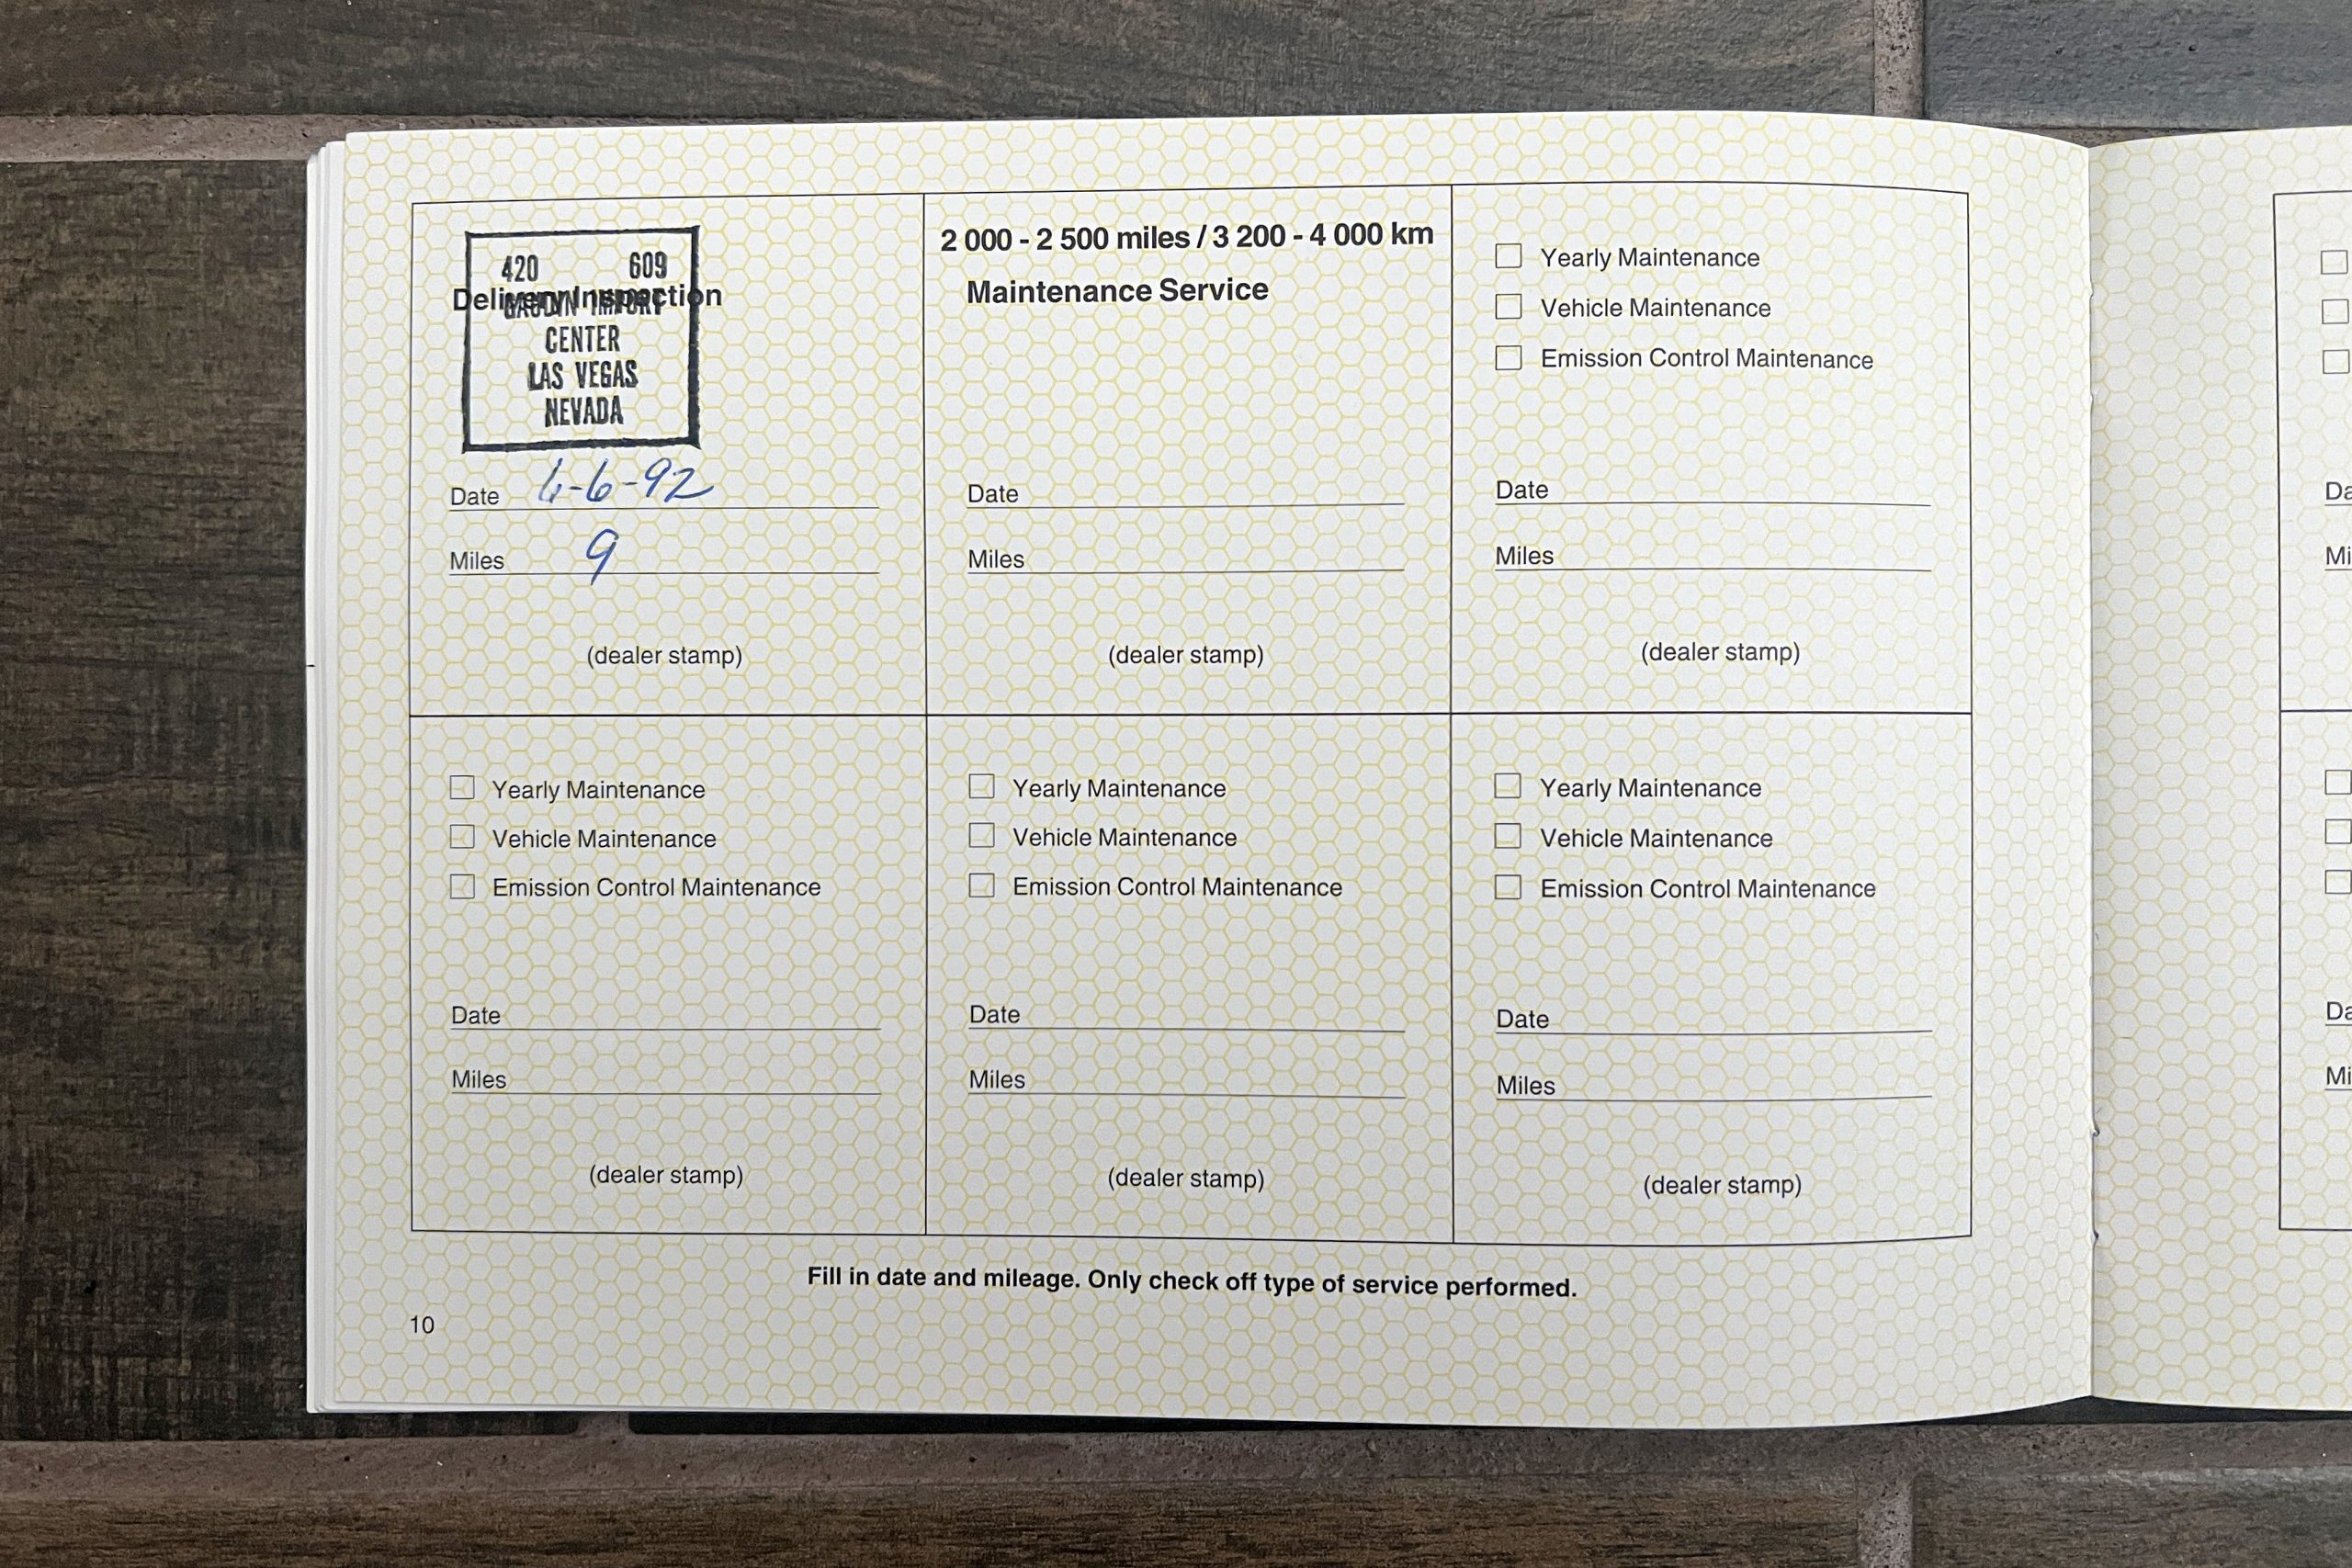 420 609
Delivery Inspection
GAUDIN IMPORT
CENTER
LAS VEGAS
NEVADA
Date 6-92
Miles 9
(dealer stamp)
2 000 - 2 500 miles / 3 200 - 4 000 km
Maintenance Service
Date
Miles
(dealer stamp)
Yearly Maintenance
Vehicle Maintenance
Emission Control Maintenance
Date
Miles
(dealer stamp)
Yearly Maintenance
Vehicle Maintenance
Emission Control Maintenance
Date
Miles
(dealer stamp)
Yearly Maintenance
Vehicle Maintenance
Emission Control Maintenance
Date
Miles
(dealer stamp)
Yearly Maintenance
Vehicle Maintenance
Emission Control Maintenance
Date
Miles
(dealer stamp)
Fill in date and mileage. Only check off type of service performed.
10